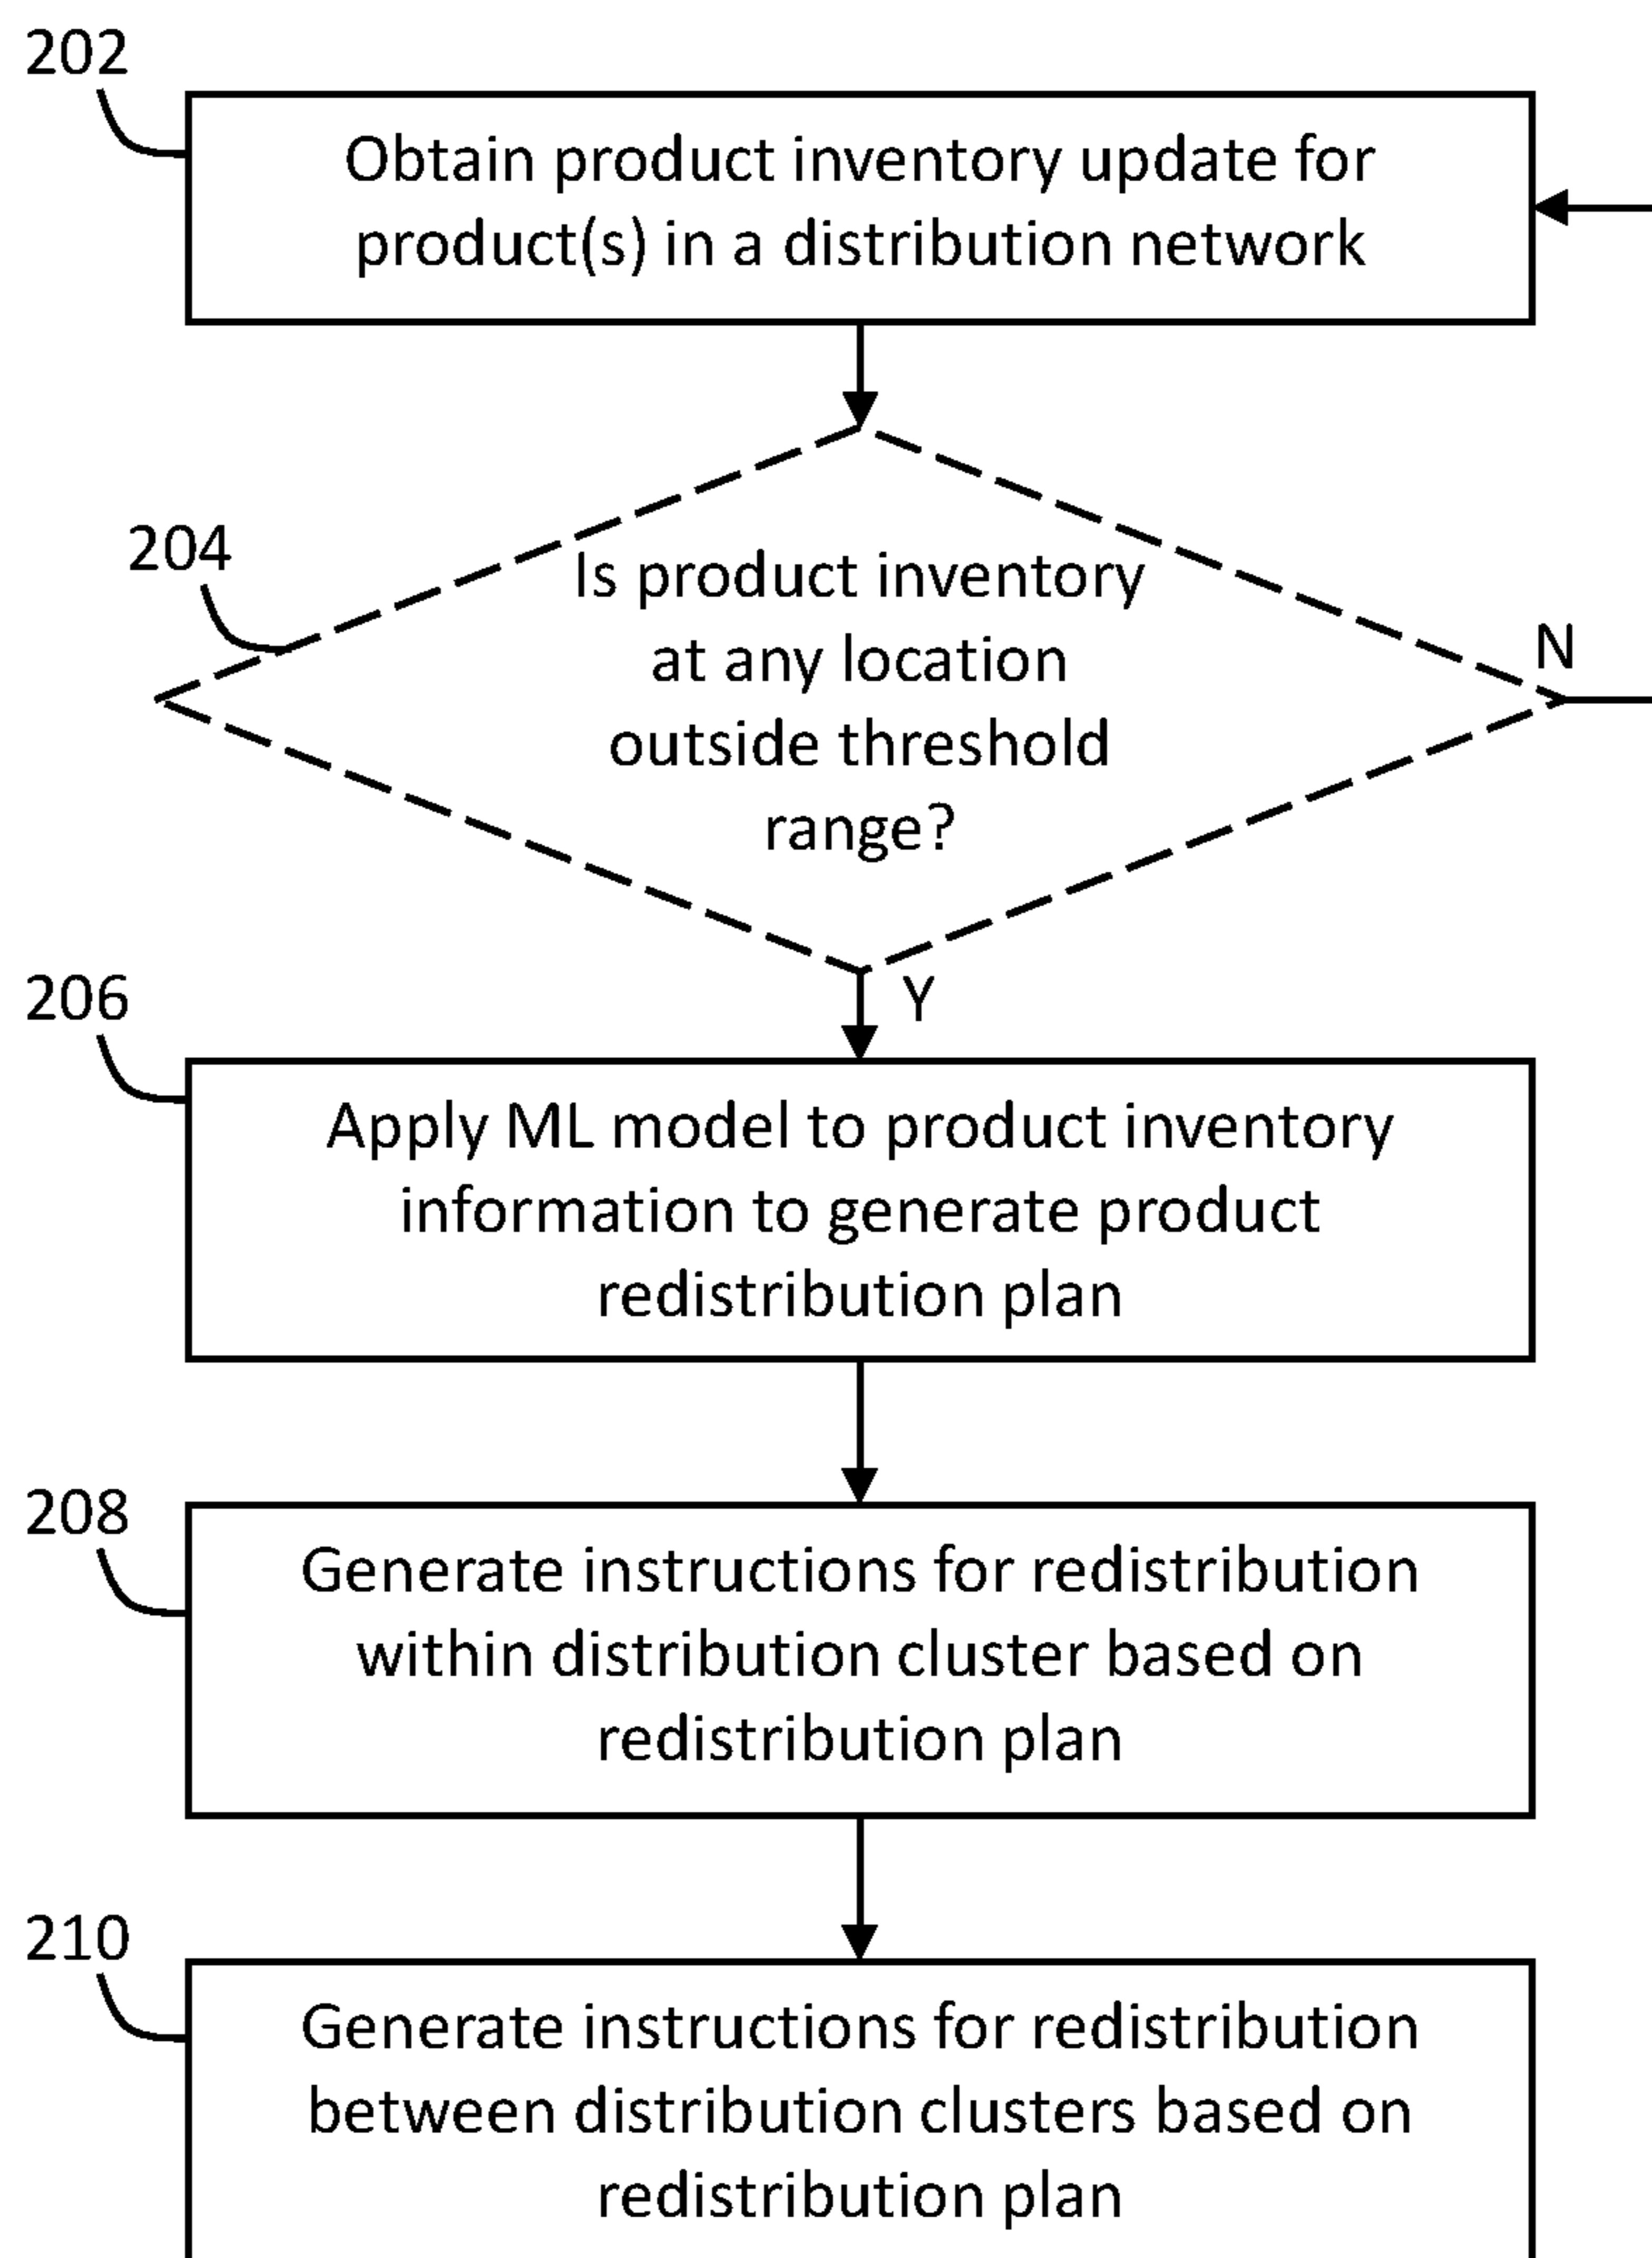 202
Obtain product inventory update for
product(s) in a distribution network
204
Is product inventory
at any location
outside threshold
range?
N
Y
206
Apply ML model to product inventory
information to generate product
redistribution plan
208
Generate instructions for redistribution
within distribution cluster based on
redistribution plan
210
Generate instructions for redistribution
between distribution clusters based on
redistribution plan